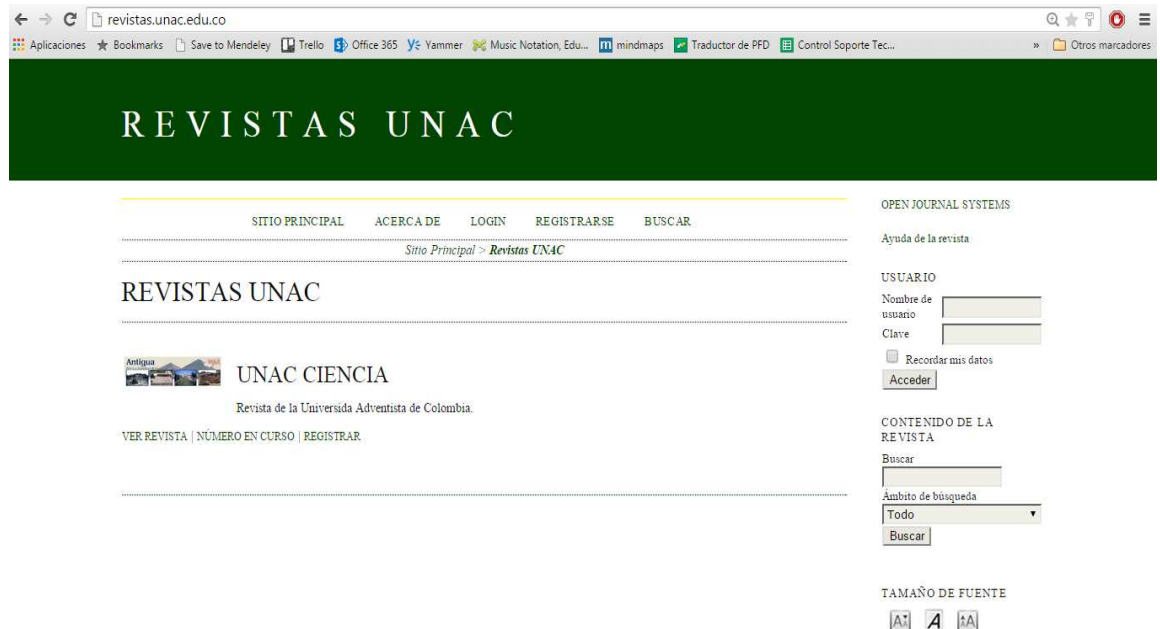 revistas.unac.edu.co
Aplicaciones Bookmarks Save to Mendeley Trello Office 365 Yammer Music Notation, Edu... mindmaps Traductor de PFD Control Soporte Tec... » Otros marcadores
REVISTAS UNAC
SITIO PRINCIPAL ACERCA DE LOGIN REGISTRARSE BUSCAR
Sitio Principal > Revistas UNAC
REVISTAS UNAC
Antigua
UNAC CIENCIA
Revista de la Universida Adventista de Colombia.
VER REVISTA | NÚMERO EN CURSO | REGISTRAR
OPEN JOURNAL SYSTEMS
Ayuda de la revista
USUARIO
Nombre de
usuario
Clave
Recordar mis datos
Acceder
CONTENIDO DE LA
REVISTA
Buscar
Ámbito de búsqueda
Todo
Buscar
TAMAÑO DE FUENTE
A A A